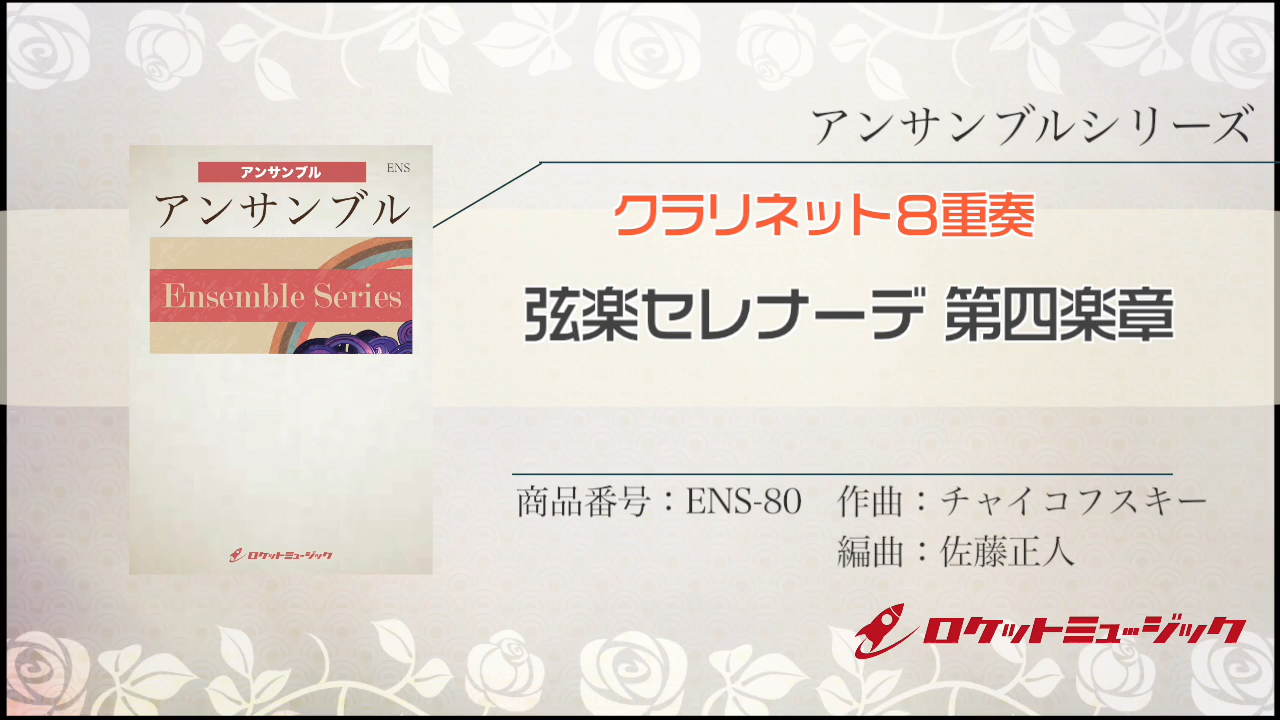 アンサンブルシリーズ
アンサンブル
ENS
アンサンブル
Ensemble Series
ロケットミュージック
クラリネット8重奏
弦楽セレナーデ 第四楽章
商品番号：ENS-80 作曲：チャイコフスキー
編曲：佐藤正人
ロケットミュージック